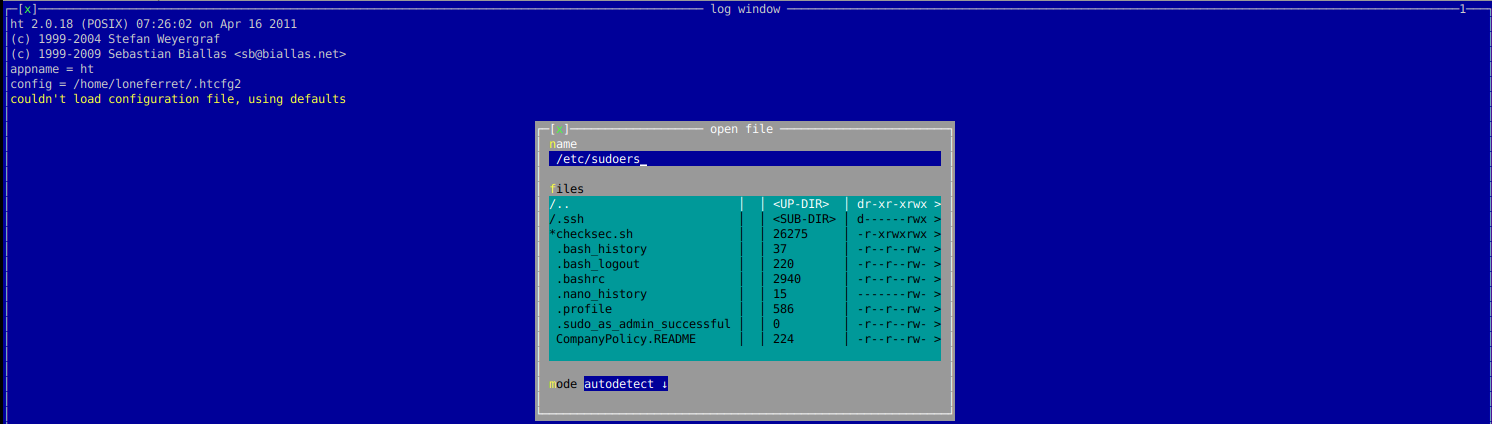 [x] log window 1
ht 2.0.18 (POSIX) 07:26:02 on Apr 16 2011
(c) 1999-2004 Stefan Weyergraf
(c) 1999-2009 Sebastian Biallas <sb@biallas.net>
appname = ht
config = /home/loneferret/.htcfg2
couldn't load configuration file, using defaults
[x] open file
name
/etc/sudoers_
files
/.. | | <UP-DIR> | dr-xr-xrwx >
/.ssh | | <SUB-DIR> | d------rwx >
*checksec.sh | | 26275 | -r-xrwxrwx >
.bash_history | | 37 | -r--r--rw- >
.bash_logout | | 220 | -r--r--rw- >
.bashrc | | 2940 | -r--r--rw- >
.nano_history | | 15 | -------rw- >
.profile | | 586 | -r--r--rw- >
.sudo_as_admin_successful | | 0 | -r--r--rw- >
CompanyPolicy.README | | 224 | -r--r--rw- >
mode autodetect ↓